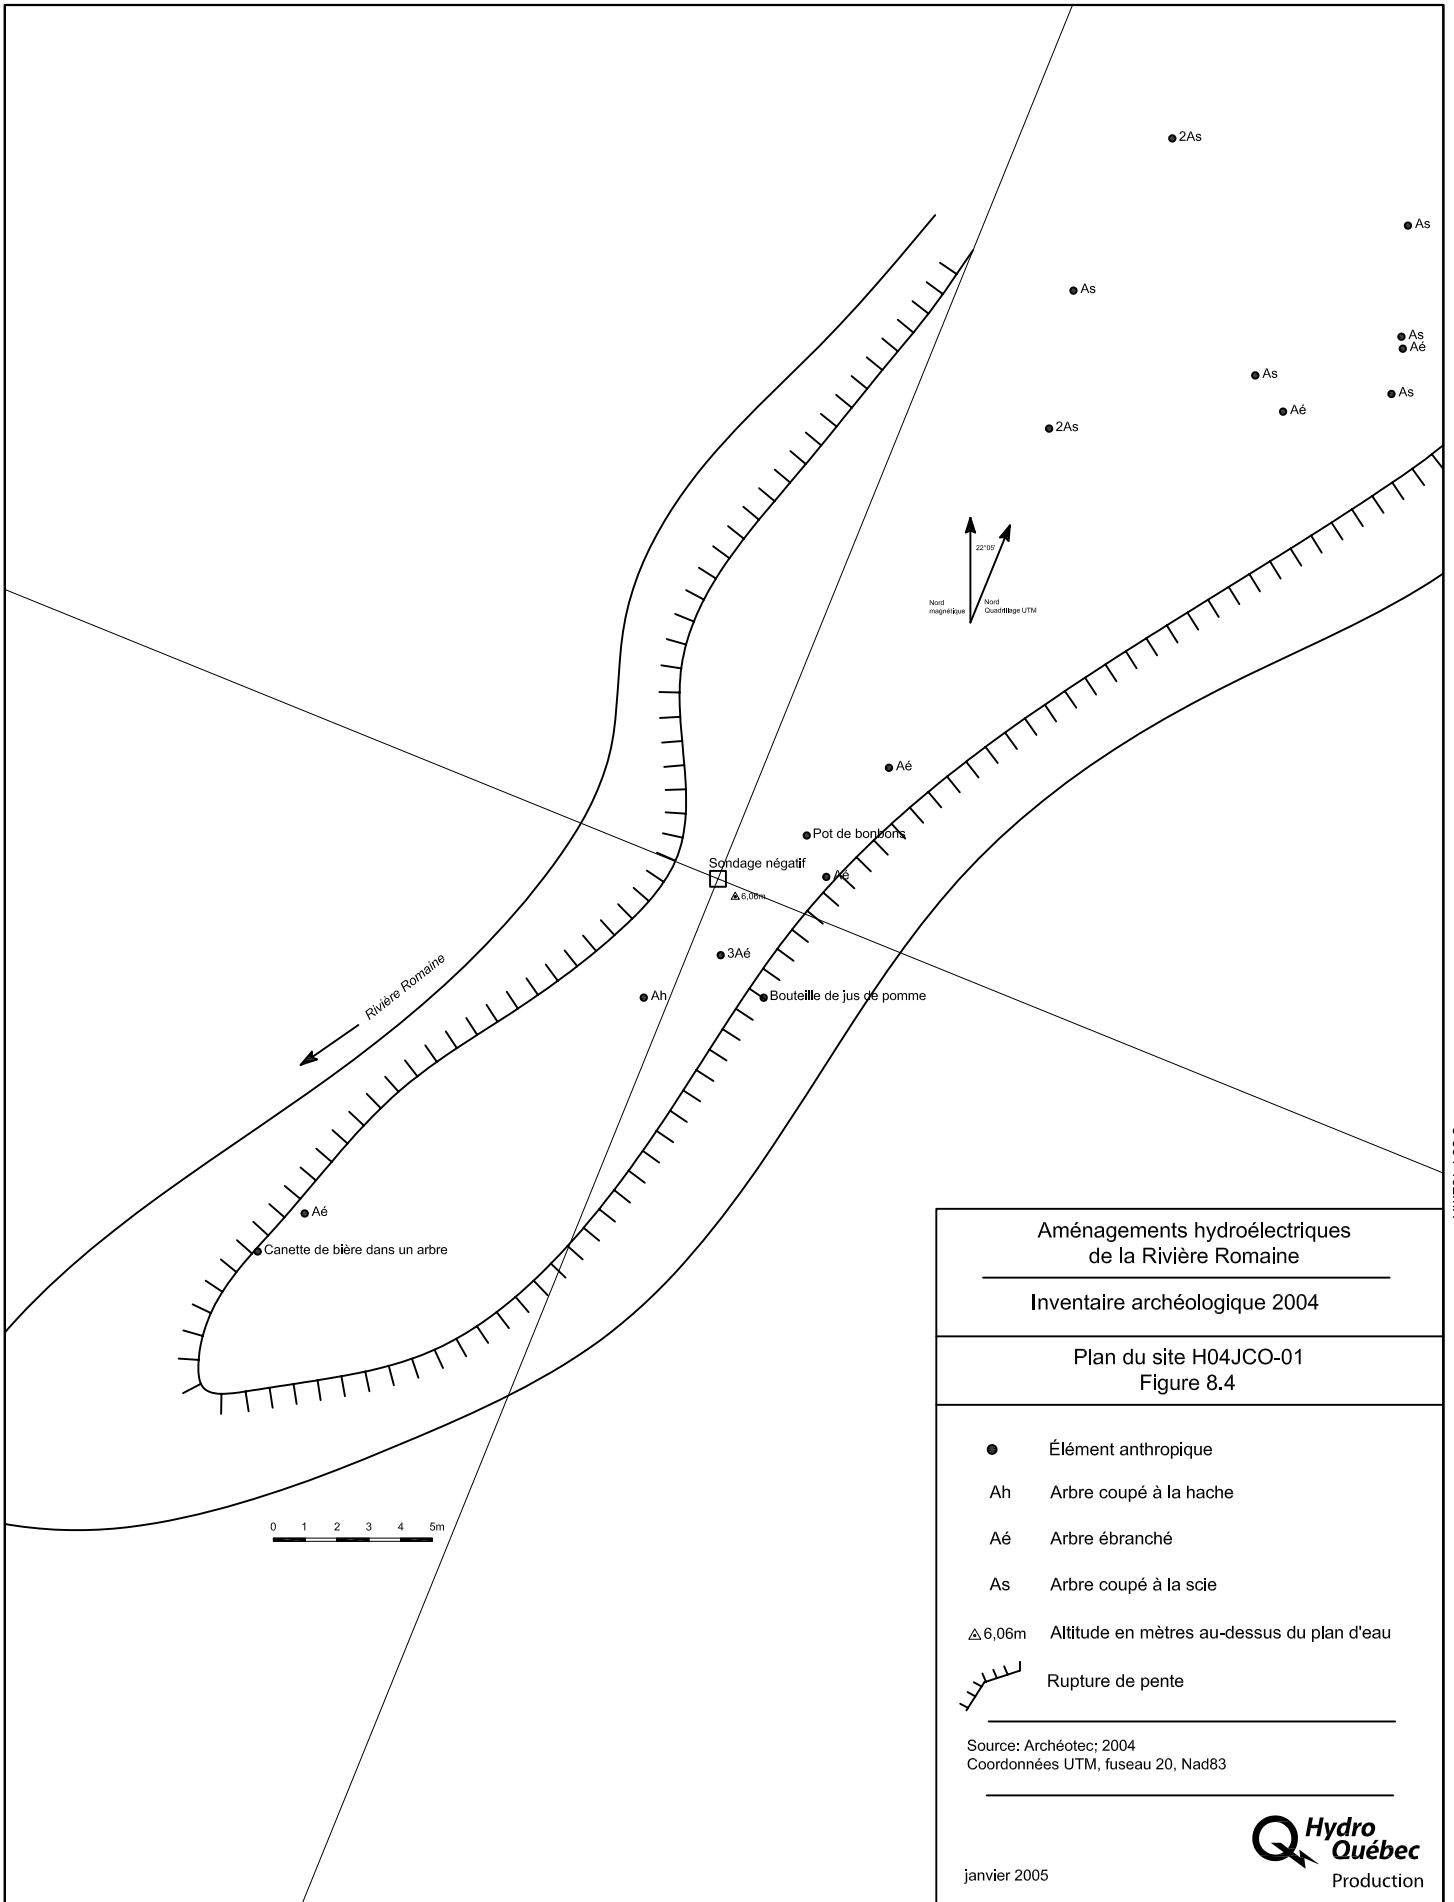 2As
As
As
As
Aé
As
As
Aé
2As
22°05'
Nord
magnétique
Nord
Quadrillage UTM
Aé
Pot de bonbons
Sondage négatif
Aé
6,06m
3Aé
Rivière Romaine
Ah
Bouteille de jus de pomme
Aé
Canette de bière dans un arbre
0 1 2 3 4 5m
Aménagements hydroélectriques
de la Rivière Romaine
Inventaire archéologique 2004
Plan du site H04JCO-01
Figure 8.4
Élément anthropique
Ah Arbre coupé à la hache
Aé Arbre ébranché
As Arbre coupé à la scie
6,06m Altitude en mètres au-dessus du plan d'eau
Rupture de pente
Source: Archéotec; 2004
Coordonnées UTM, fuseau 20, Nad83
Hydro
Québec
Production
janvier 2005